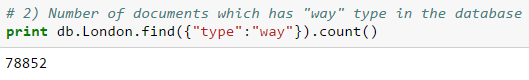 # 2) Number of documents which has "way" type in the database
print db.London.find({"type":"way"}).count()
78852